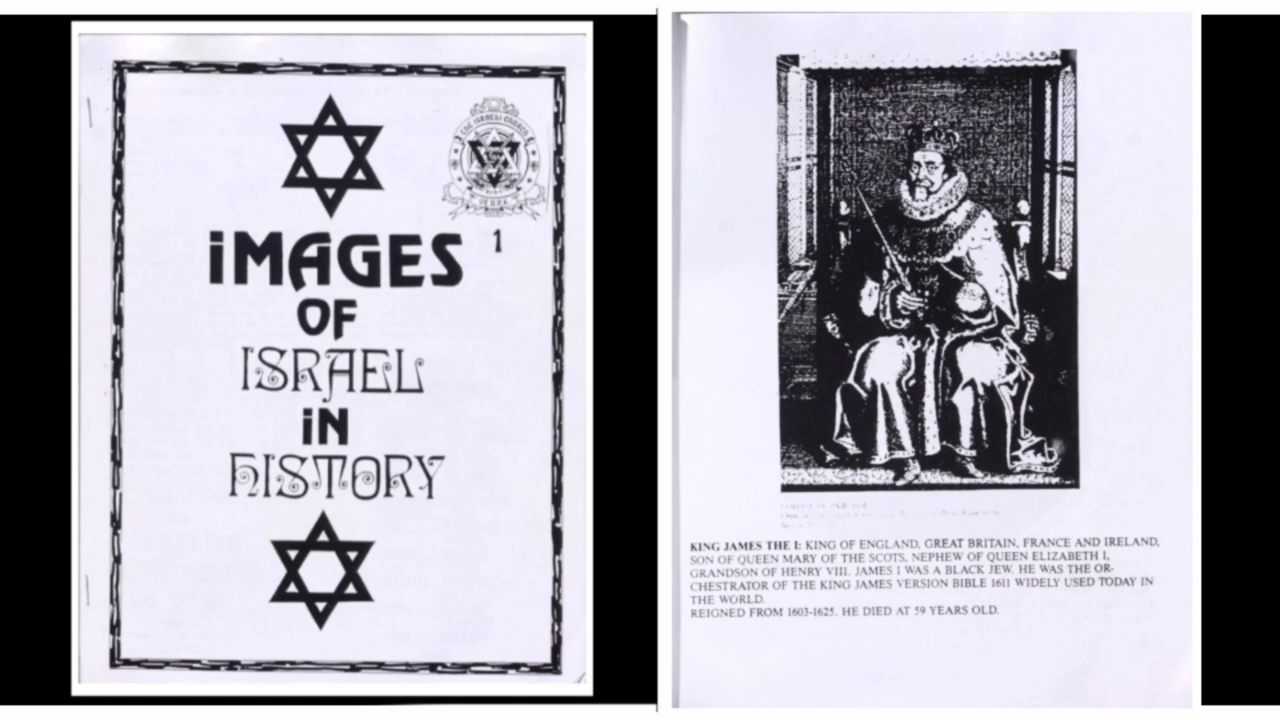 THE ISRAELI CHURCH
iMAGES 1
OF
ISRAEL
iN
HISTORY
KING JAMES THE I: KING OF ENGLAND, GREAT BRITAIN, FRANCE AND IRELAND,
SON OF QUEEN MARY OF THE SCOTS, NEPHEW OF QUEEN ELIZABETH I,
GRANDSON OF HENRY VIII. JAMES I WAS A BLACK JEW. HE WAS THE OR-
CHESTRATOR OF THE KING JAMES VERSION BIBLE 1611 WIDELY USED TODAY IN
THE WORLD.
REIGNED FROM 1603-1625. HE DIED AT 59 YEARS OLD.